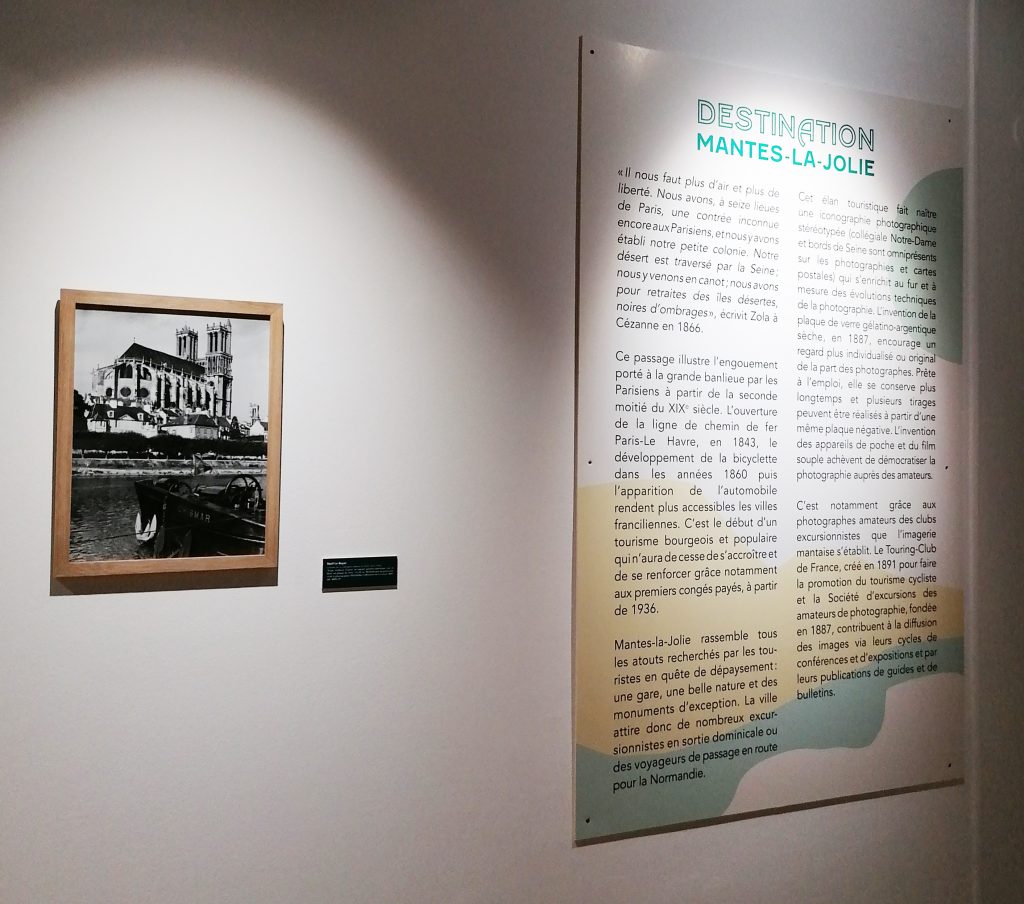 DESTINATION
MANTES-LA-JOLIE
« Il nous faut plus d'air et plus de
liberté. Nous avons, à seize lieues
de Paris, une contrée inconnue
encore aux Parisiens, et nous y avons
établi notre petite colonie. Notre
désert est traversé par la Seine ;
nous y venons en canot ; nous avons
pour retraites des îles désertes,
noires d'ombrages », écrivit Zola à
Cézanne en 1866.
Ce passage illustre l'engouement
porté à la grande banlieue par les
Parisiens à partir de la seconde
moitié du XIXe siècle. L'ouverture
de la ligne de chemin de fer
Paris-Le Havre, en 1843, le
développement de la bicyclette
dans les années 1860 puis
l'apparition de l'automobile
rendent plus accessibles les villes
franciliennes. C'est le début d'un
tourisme bourgeois et populaire
qui n'aura de cesse de s'accroître et
de se renforcer grâce notamment
aux premiers congés payés, à partir
de 1936.
Mantes-la-Jolie rassemble tous
les atouts recherchés par les tou-
ristes en quête de dépaysement :
une gare, une belle nature et des
monuments d'exception. La ville
attire donc de nombreux excur-
sionnistes en sortie dominicale ou
des voyageurs de passage en route
pour la Normandie.
Cet élan touristique fait naître
une iconographie photographique
stéréotypée (collégiale Notre-Dame
et bords de Seine sont omniprésents
sur les photographies et cartes
postales) qui s'enrichit au fur et à
mesure des évolutions techniques
de la photographie. L'invention de la
plaque de verre gélatino-argentique
sèche, en 1887, encourage un
regard plus individualisé ou original
de la part des photographes. Prête
à l'emploi, elle se conserve plus
longtemps et plusieurs tirages
peuvent être réalisés à partir d'une
même plaque négative. L'invention
des appareils de poche et du film
souple achèvent de démocratiser la
photographie auprès des amateurs.
C'est notamment grâce aux
photographes amateurs des clubs
excursionnistes que l'imagerie
mantaise s'établit. Le Touring-Club
de France, créé en 1891 pour faire
la promotion du tourisme cycliste
et la Société d'excursions des
amateurs de photographie, fondée
en 1887, contribuent à la diffusion
des images via leurs cycles de
conférences et d'expositions et par
leurs publications de guides et de
bulletins.